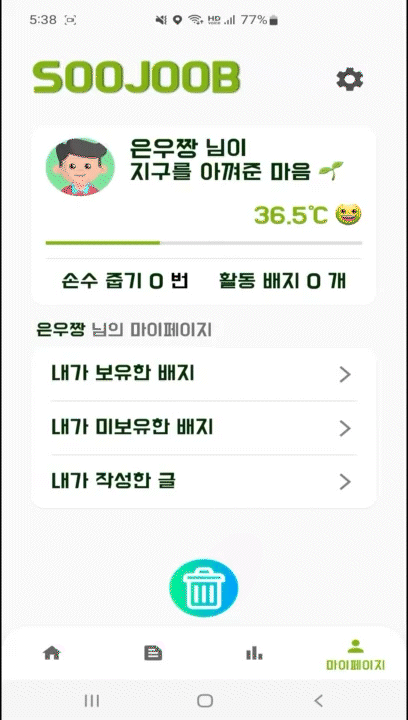 5:38
HD
VOICE
77%
SOOJOOB
은우짱 님이
지구를 아껴준 마음
36.5℃
손수 줍기 0 번 활동 배지 0 개
은우짱 님의 마이페이지
내가 보유한 배지
내가 미보유한 배지
내가 작성한 글
마이페이지